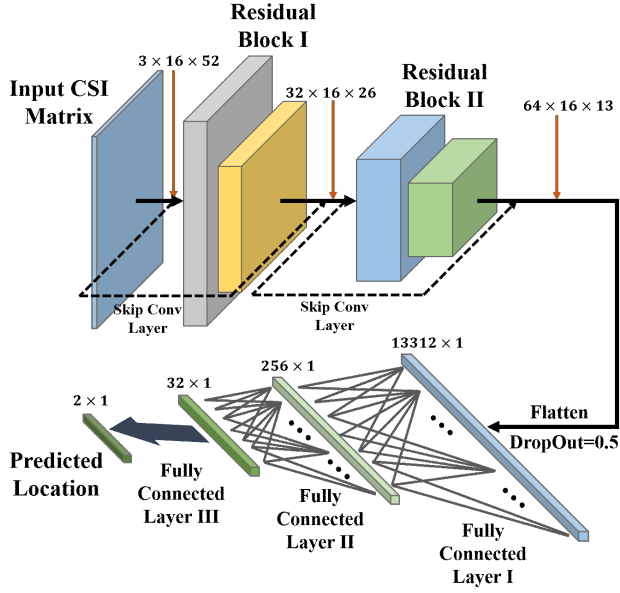 Residual
Block I
Input CSI
Matrix
3 × 16 × 52
32 × 16 × 26
Residual
Block II
64 × 16 × 13
Skip Conv
Layer
Skip Conv
Layer
13312 × 1
256 × 1
32 × 1
2 × 1
Flatten
DropOut=0.5
Predicted
Location
Fully
Connected
Layer III
Fully
Connected
Layer II
Fully
Connected
Layer I